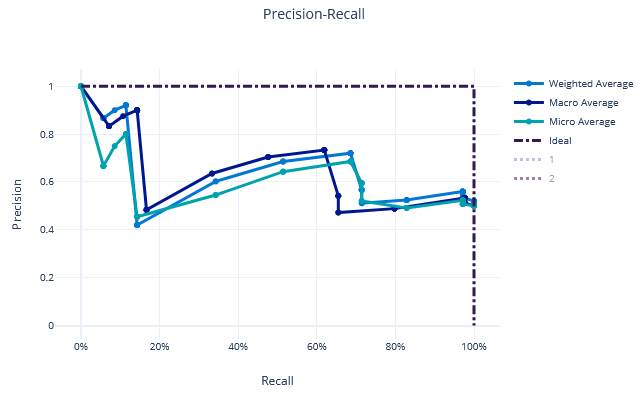 Precision-Recall
1
0.8
0.6
0.4
0.2
0
Precision
0%
20%
40%
60%
80%
100%
Recall
Weighted Average
Macro Average
Micro Average
Ideal
1
2